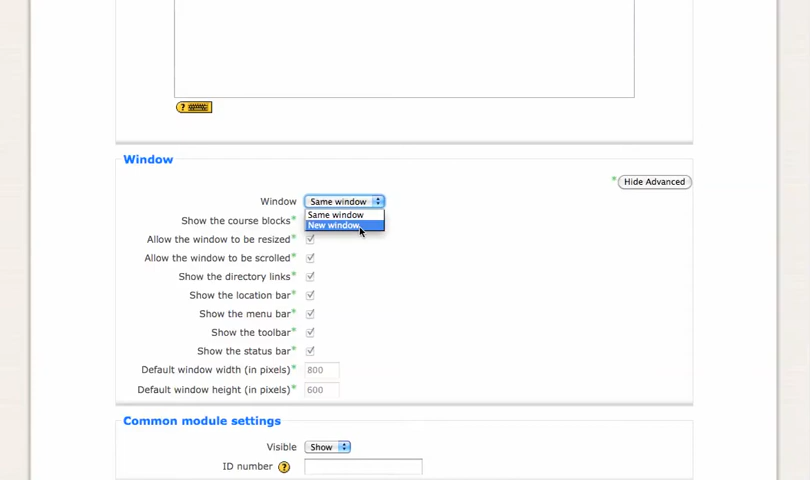 ?
Window
* Hide Advanced
Window Same window
Same window
New window
Show the course blocks*
Allow the window to be resized*
Allow the window to be scrolled*
Show the directory links*
Show the location bar*
Show the menu bar*
Show the toolbar*
Show the status bar*
Default window width (in pixels)* 800
Default window height (in pixels)* 600
Common module settings
Visible Show
ID number ?